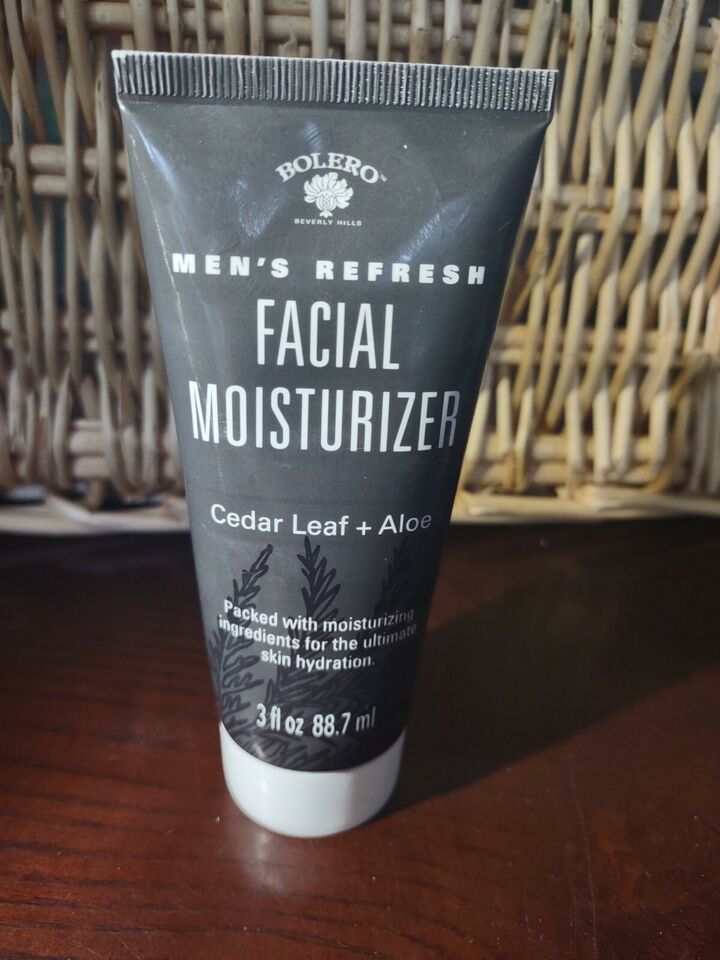 BOLERO™
BEVERLY HILLS
MEN'S REFRESH
FACIAL
MOISTURIZER
Cedar Leaf + Aloe
Packed with moisturizing
ingredients for the ultimate
skin hydration.
3 fl oz 88.7 ml